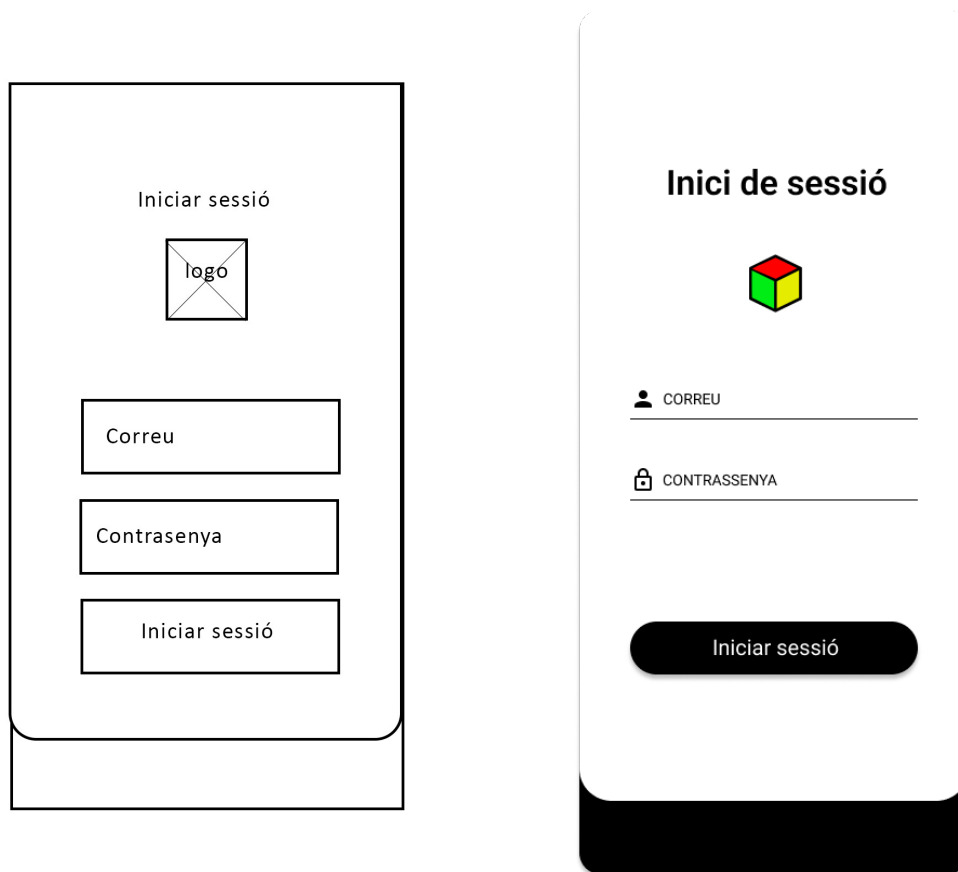 Iniciar sessió
logo
Correu
Contrasenya
Iniciar sessió
Inici de sessió
CORREU
CONTRASSENYA
Iniciar sessió